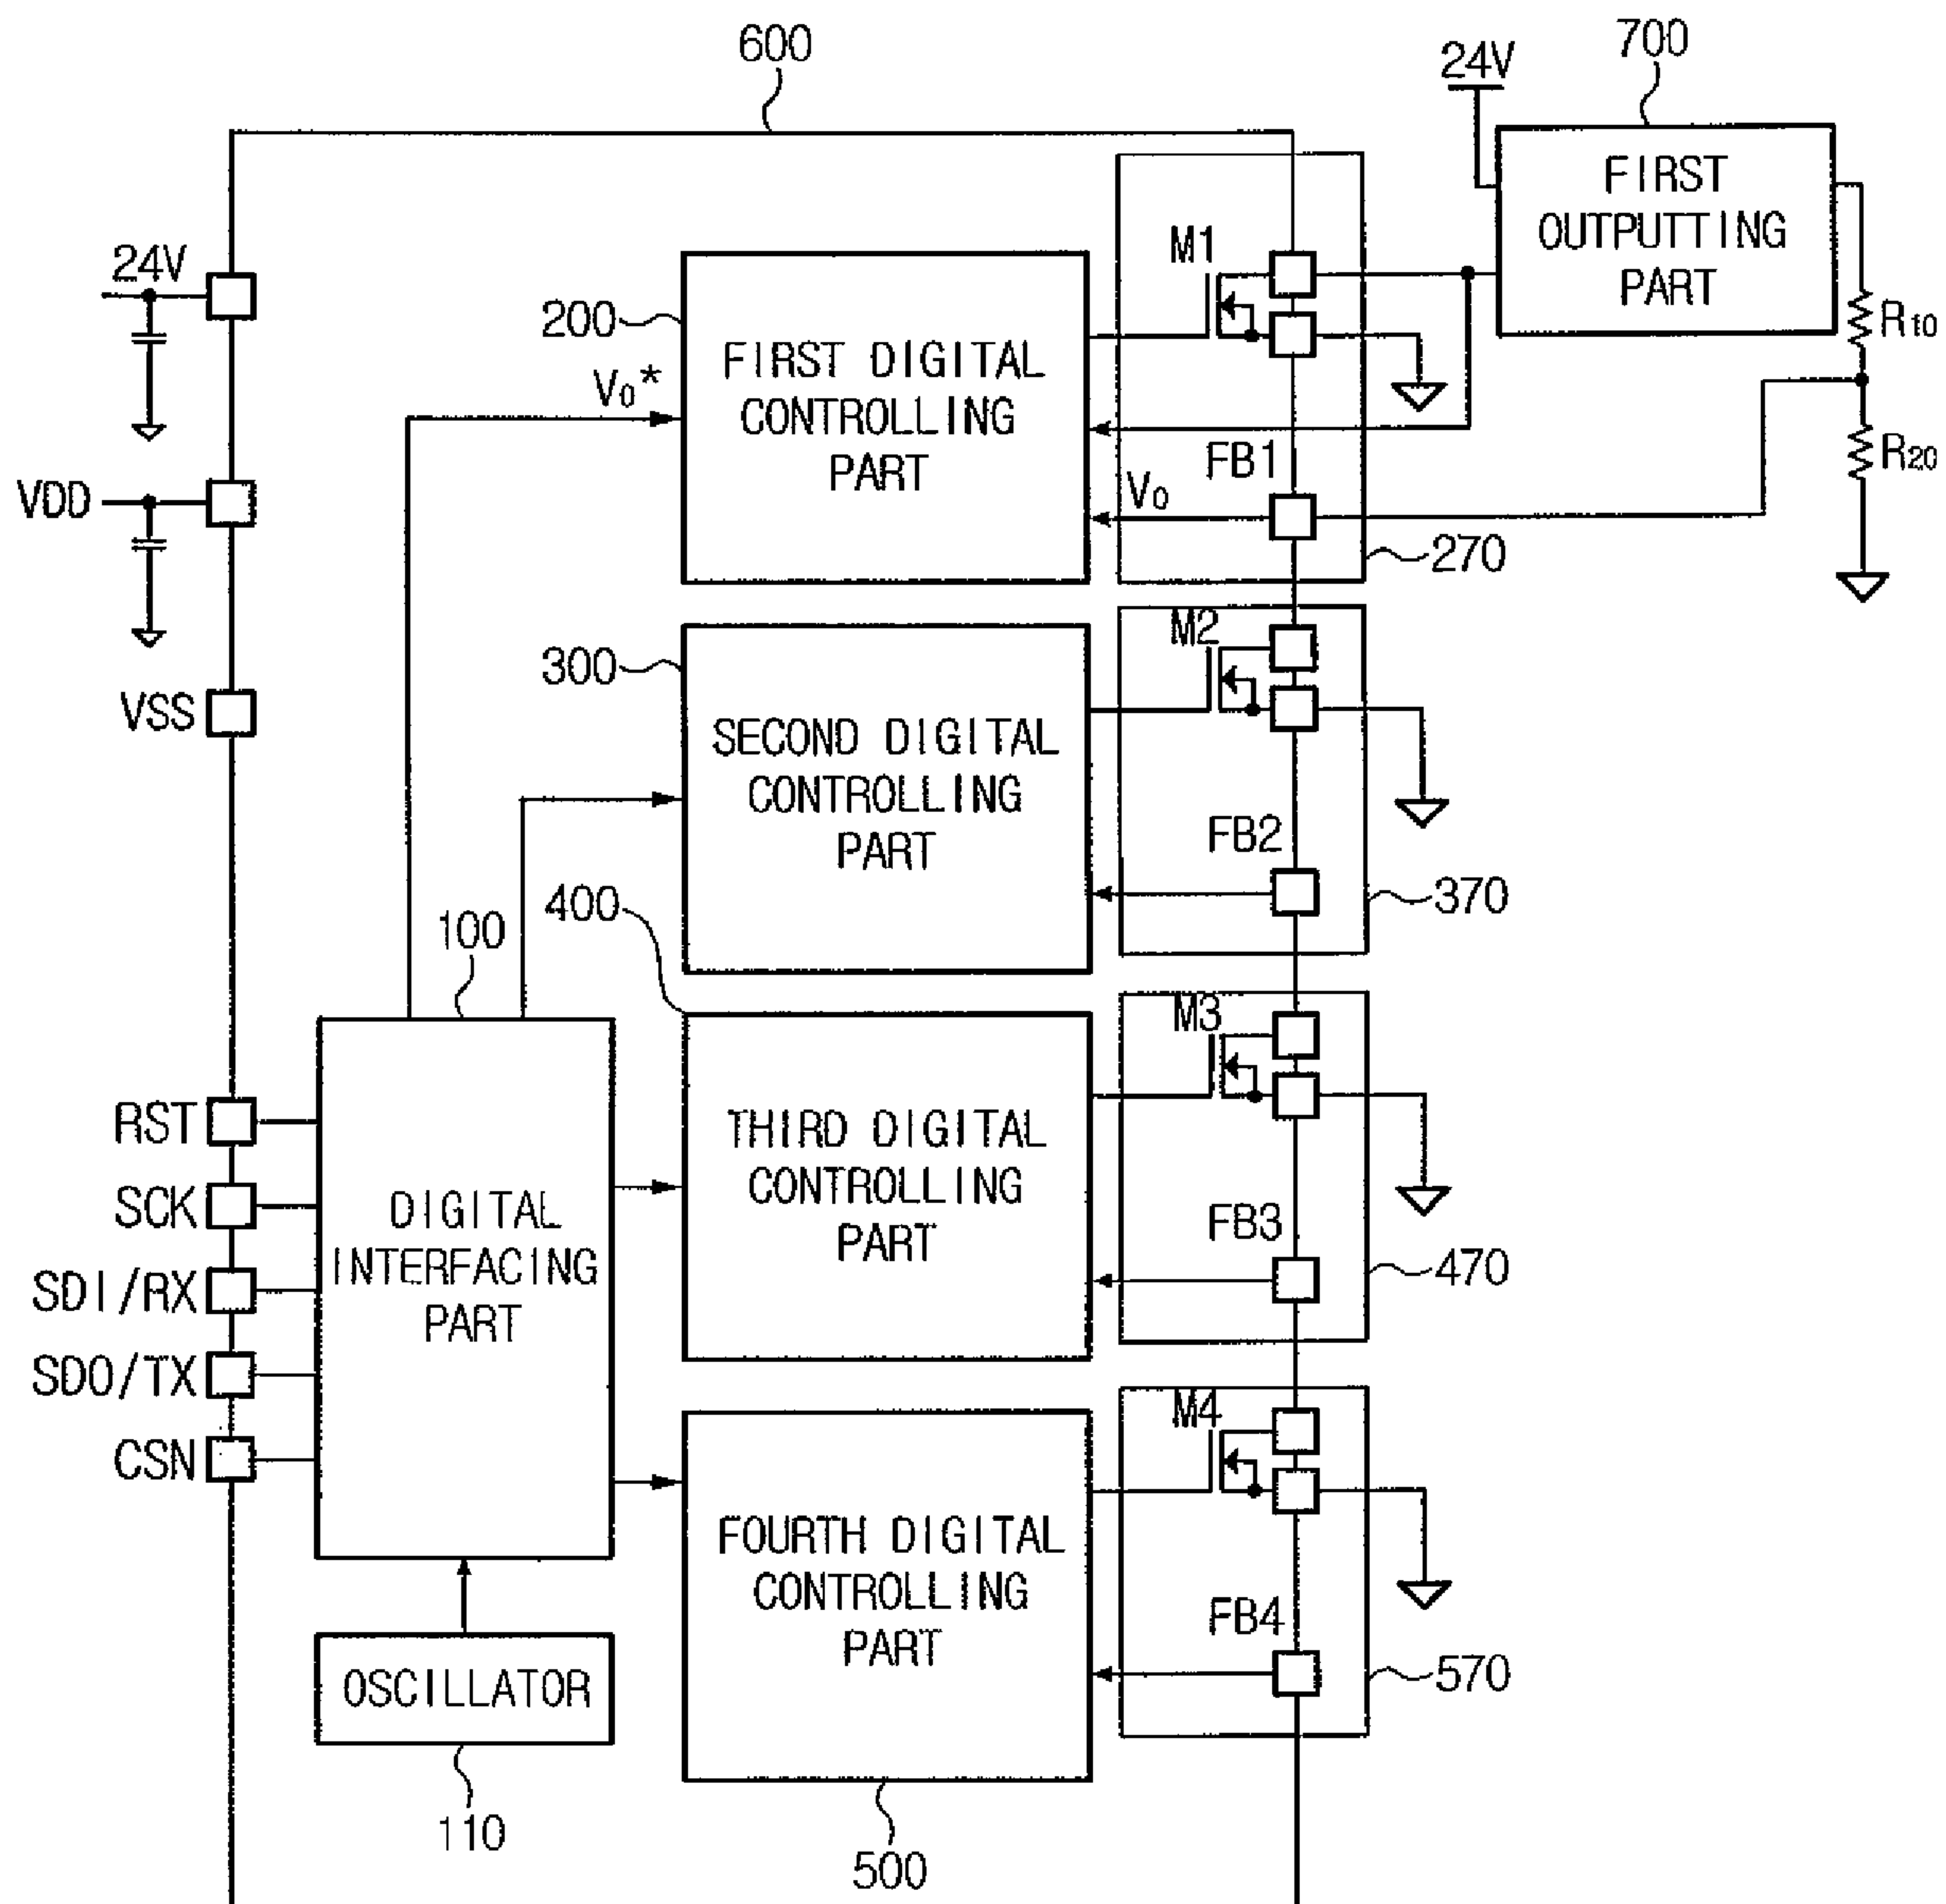 600
700
24V
FIRST
OUTPUTTING
PART
M1
24V
200
R10
FIRST DIGITAL
CONTROLLING
PART
V0*
FB1
R20
VDD
V0
270
M2
300
VSS
SECOND DIGITAL
CONTROLLING
PART
FB2
400
370
100
M3
RST
THIRD DIGITAL
CONTROLLING
PART
SCK
DIGITAL
INTERFACING
PART
FB3
SDI/RX
470
SDO/TX
M4
CSN
FOURTH DIGITAL
CONTROLLING
PART
FB4
OSCILLATOR
570
110
500